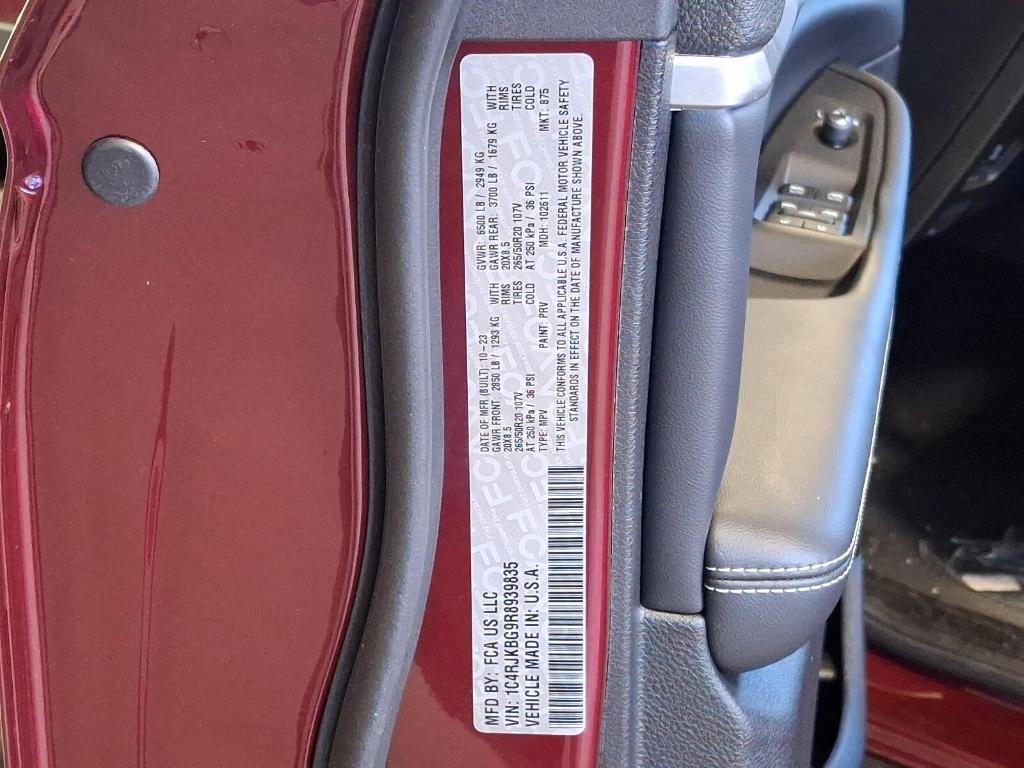 MFD BY: FCA US LLC
VIN: 1C4RJKBG9R8939835
VEHICLE MADE IN: U.S.A.
DATE OF MFR (BUILT): 10-23 GVWR: 6500 LB / 2949 KG
GAWR FRONT: 2850 LB / 1293 KG WITH GAWR REAR: 3700 LB / 1679 KG WITH
20X8.5 RIMS 20X8.5 RIMS
265/50R20 107V TIRES 265/50R20 107V TIRES
AT 250 kPa / 36 PSI COLD AT 250 kPa / 36 PSI COLD
TYPE: MPV PAINT: PRV MDH: 102611 MKT: 875
THIS VEHICLE CONFORMS TO ALL APPLICABLE U.S.A. FEDERAL MOTOR VEHICLE SAFETY
STANDARDS IN EFFECT ON THE DATE OF MANUFACTURE SHOWN ABOVE.